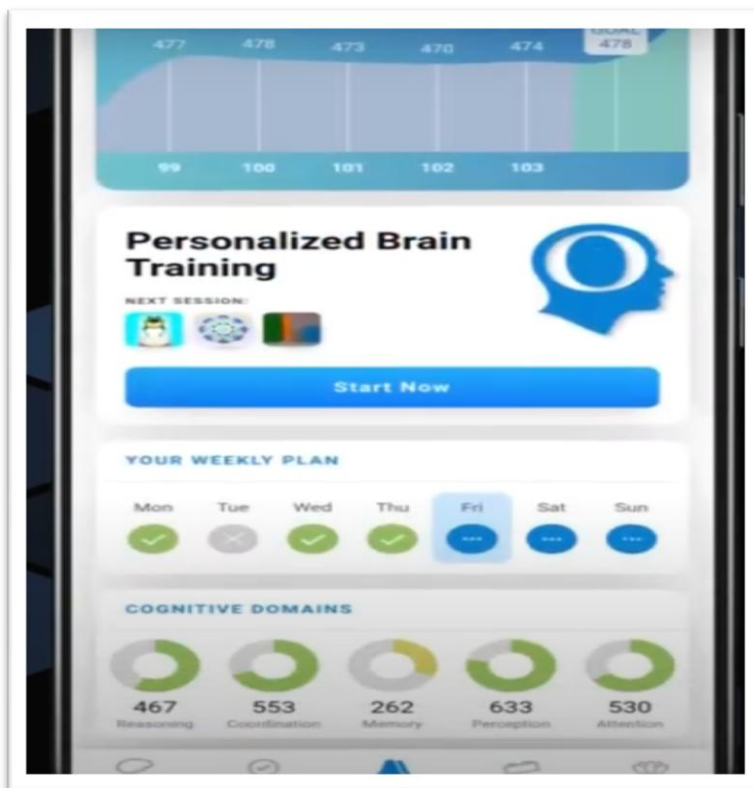 GOAL
477 478 473 470 474 478
99 100 101 102 103
Personalized Brain
Training
NEXT SESSION:
Start Now
YOUR WEEKLY PLAN
Mon Tue Wed Thu Fri Sat Sun
COGNITIVE DOMAINS
467 553 262 633 530
Reasoning Coordination Memory Perception Attention